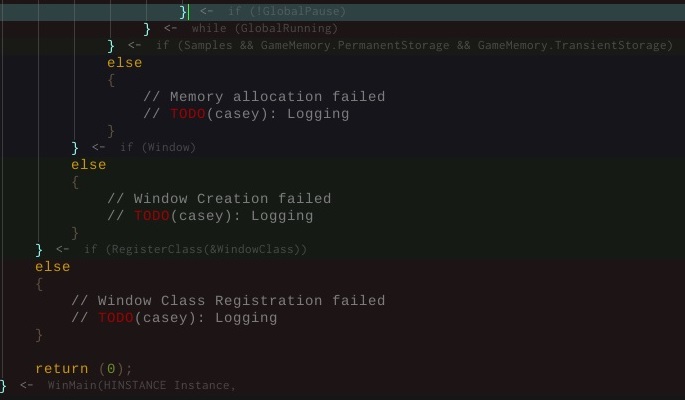 } <- if (!GlobalPause)
} <- while (GlobalRunning)
} <- if (Samples && GameMemory.PermanentStorage && GameMemory.TransientStorage)
else
{
// Memory allocation failed
// TODO(casey): Logging
}
} <- if (Window)
else
{
// Window Creation failed
// TODO(casey): Logging
}
} <- if (RegisterClass(&WindowClass))
else
{
// Window Class Registration failed
// TODO(casey): Logging
}
return (0);
} <- WinMain(HINSTANCE Instance,